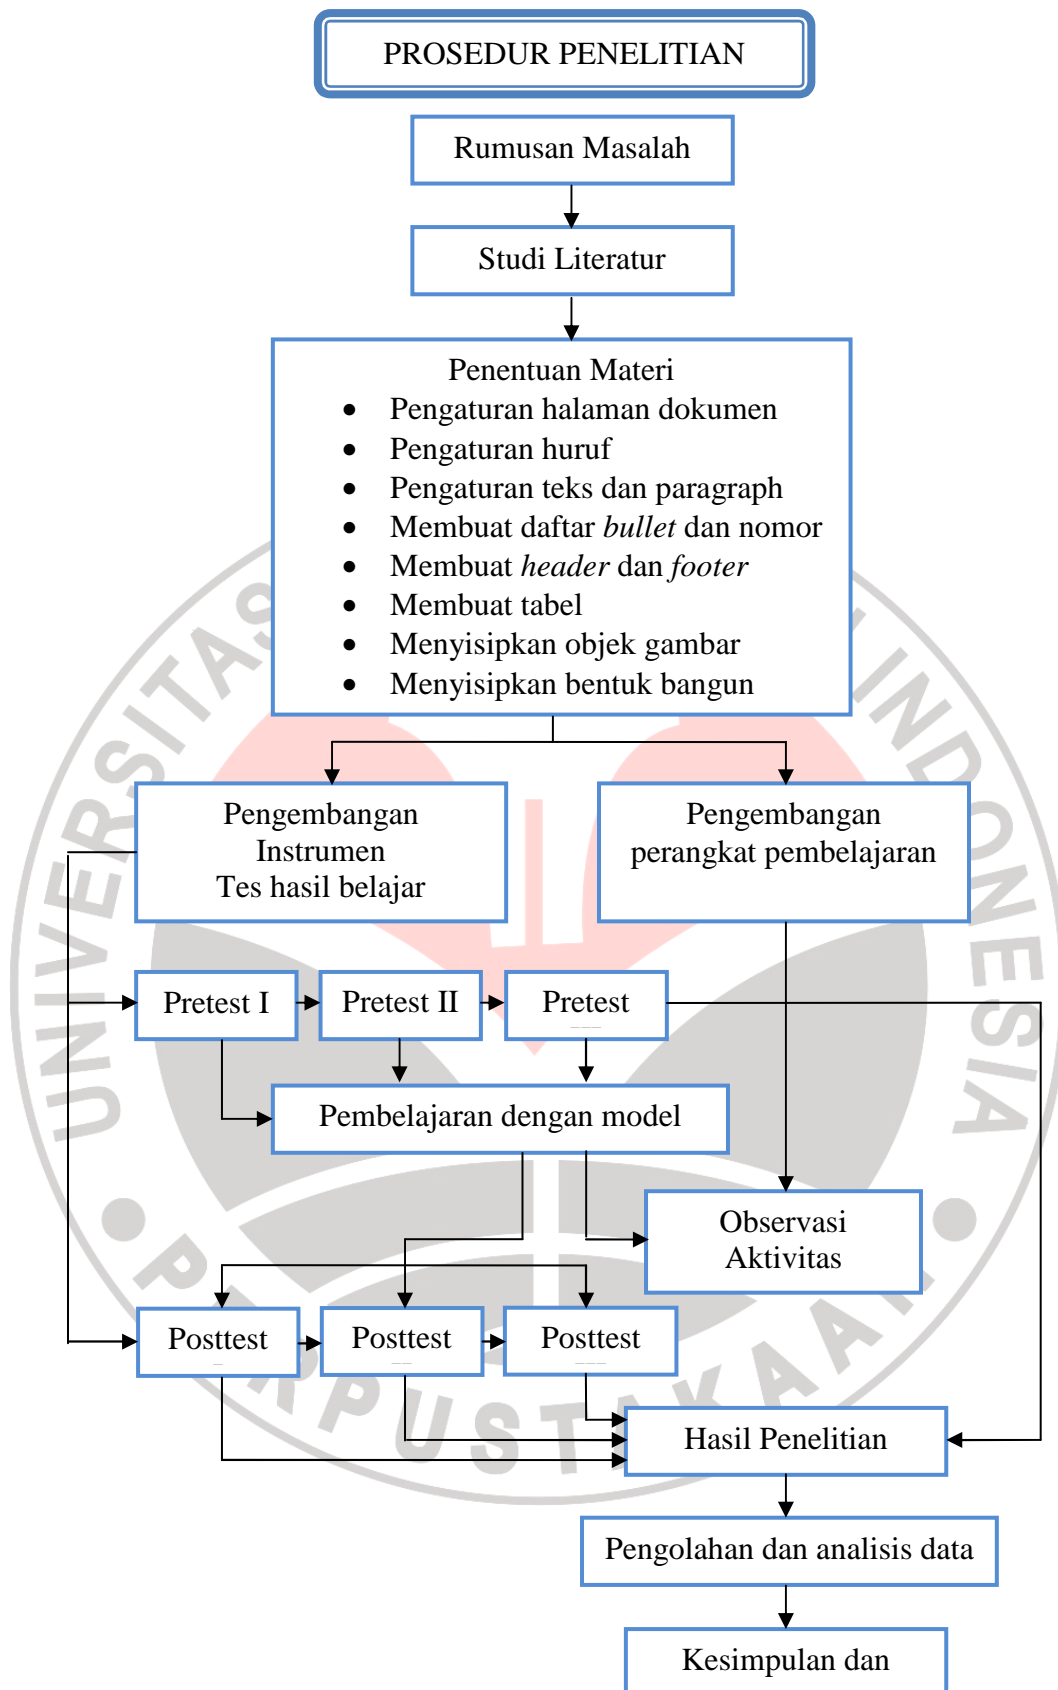 PROSEDUR PENELITIAN
Rumusan Masalah
Studi Literatur
Penentuan Materi
• Pengaturan halaman dokumen
• Pengaturan huruf
• Pengaturan teks dan paragraph
• Membuat daftar bullet dan nomor
• Membuat header dan footer
• Membuat tabel
• Menyisipkan objek gambar
• Menyisipkan bentuk bangun
Pengembangan
Instrumen
Tes hasil belajar
Pengembangan
perangkat pembelajaran
Pretest I
Pretest II
Pretest
Pembelajaran dengan model
Observasi
Aktivitas
Posttest
Posttest
Posttest
Hasil Penelitian
Pengolahan dan analisis data
Kesimpulan dan
UNIVERSITAS
INDONESIA